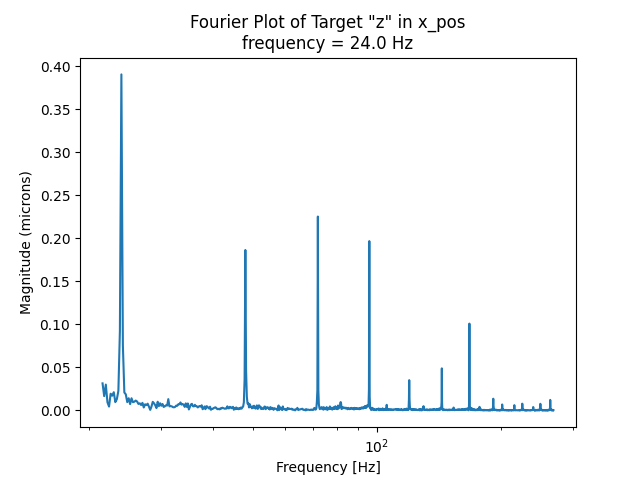 Fourier Plot of Target "z" in x_pos
frequency = 24.0 Hz
0.40
0.35
0.30
0.25
0.20
0.15
0.10
0.05
0.00
Magnitude (microns)
10²
Frequency [Hz]